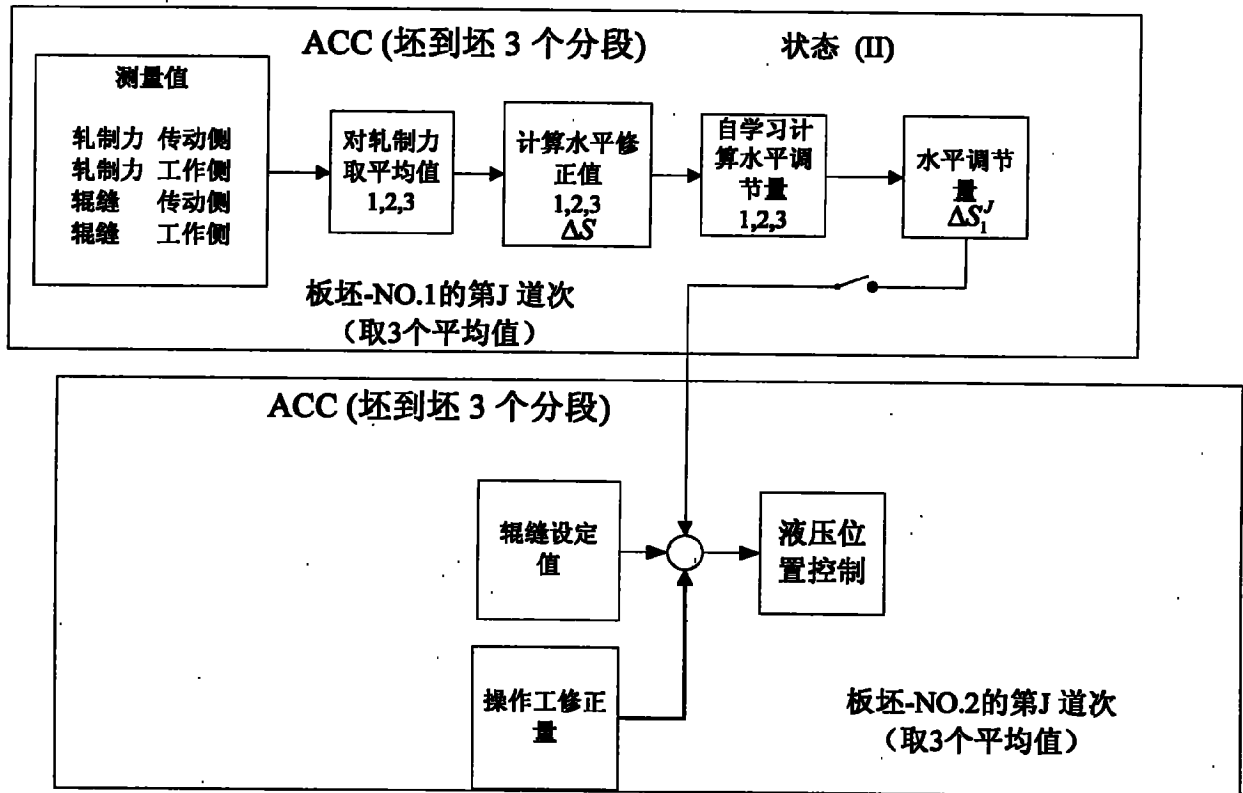 ACC (坯到坯 3 个分段)
状态 (II)
测量值
轧制力 传动侧
轧制力 工作侧
辊缝 传动侧
辊缝 工作侧
对轧制力
取平均值
1,2,3
计算水平修
正值
1,2,3
ΔS
自学习计
算水平调
节量
1,2,3
水平调节
量
ΔS₁ᴶ
板坯-NO.1的第J 道次
（取3个平均值）
ACC (坯到坯 3 个分段)
辊缝设定
值
液压位
置控制
操作工修正
量
板坯-NO.2的第J 道次
（取3个平均值）